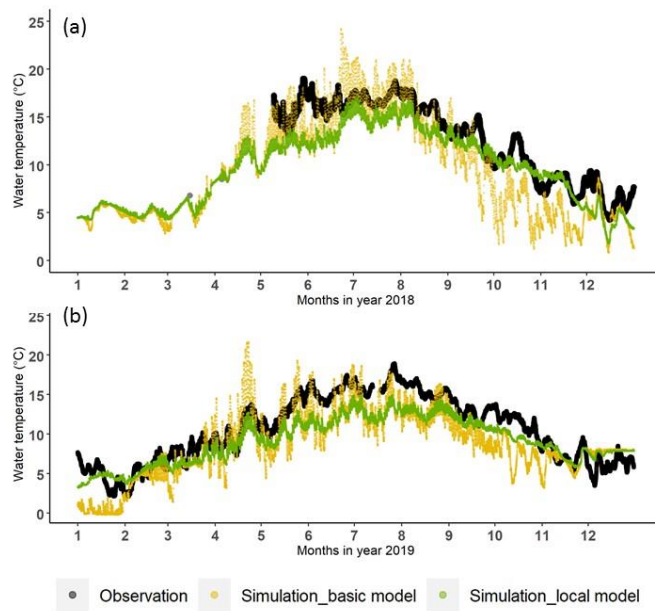 (a)
25
20
15
10
5
0
Water temperature (°C)
1 2 3 4 5 6 7 8 9 10 11 12
Months in year 2018
(b)
25
20
15
10
5
0
Water temperature (°C)
1 2 3 4 5 6 7 8 9 10 11 12
Months in year 2019
Observation Simulation_basic model Simulation_local model